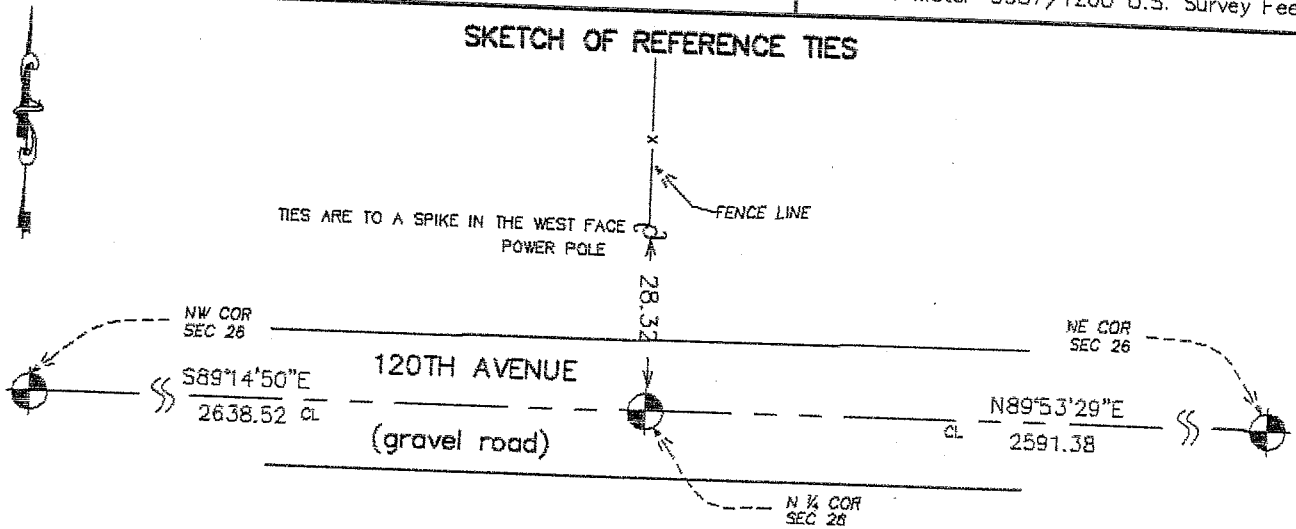 U.S. Survey
SKETCH OF REFERENCE TIES
FENCE LINE
TIES ARE TO A SPIKE IN THE WEST FACE
POWER POLE
28.32
NW COR
SEC 26
NE COR
SEC 26
120TH AVENUE
S89°14'50"E
2638.52 CL
(gravel road)
N89°53'29"E
CL 2591.38
N ¼ COR
SEC 26